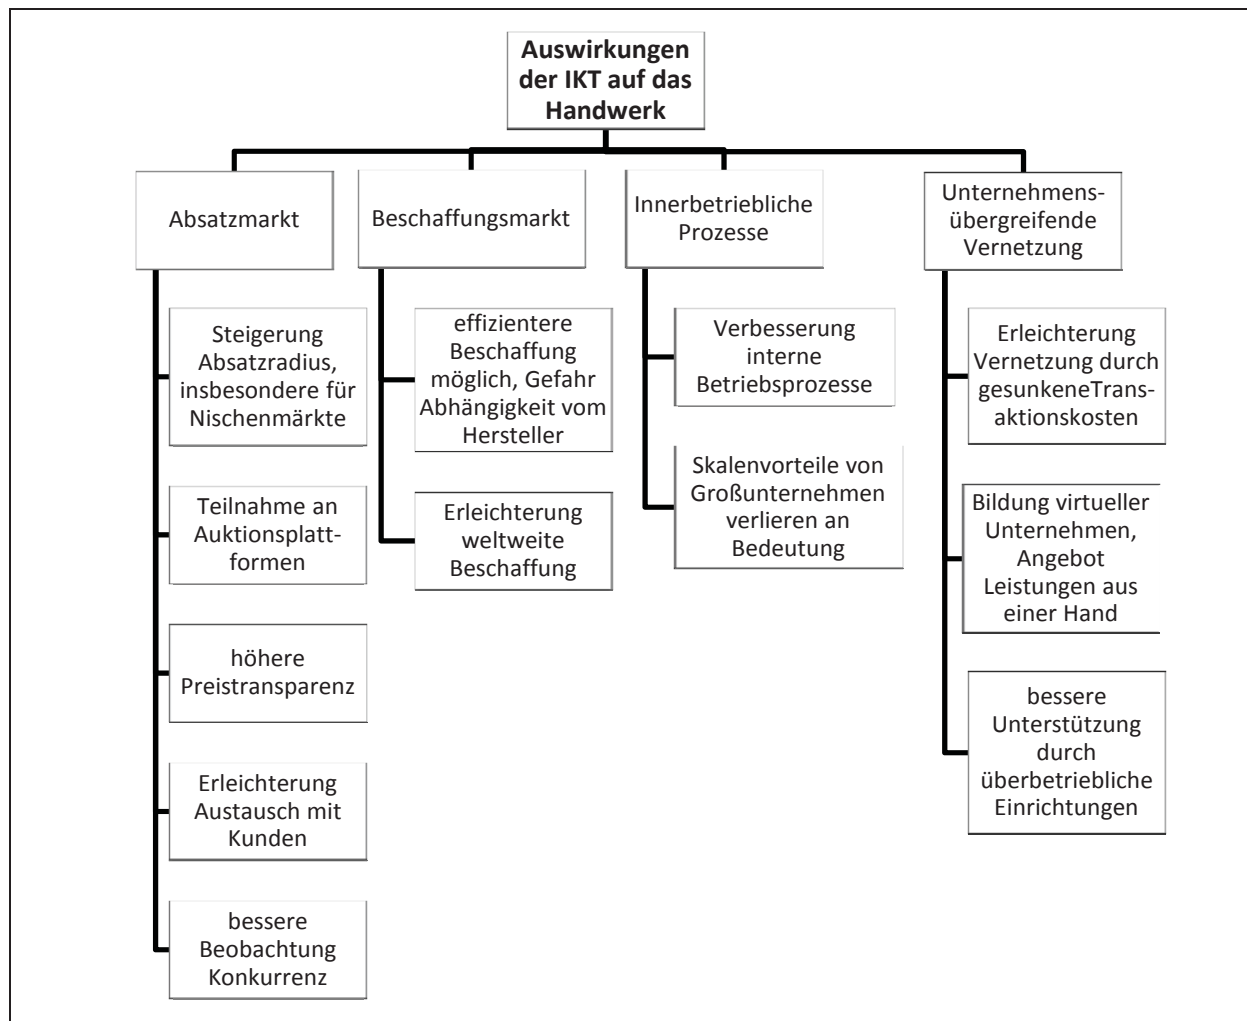 Auswirkungen
der IKT auf das
Handwerk
Absatzmarkt
Steigerung
Absatzradius,
insbesondere für
Nischenmärkte
Teilnahme an
Auktionsplatt-
formen
höhere
Preistransparenz
Erleichterung
Austausch mit
Kunden
bessere
Beobachtung
Konkurrenz
Beschaffungsmarkt
effizientere
Beschaffung
möglich, Gefahr
Abhängigkeit vom
Hersteller
Erleichterung
weltweite
Beschaffung
Innerbetriebliche
Prozesse
Verbesserung
interne
Betriebsprozesse
Skalenvorteile von
Großunternehmen
verlieren an
Bedeutung
Unternehmens-
übergreifende
Vernetzung
Erleichterung
Vernetzung durch
gesunkeneTrans-
aktionskosten
Bildung virtueller
Unternehmen,
Angebot
Leistungen aus
einer Hand
bessere
Unterstützung
durch
überbetriebliche
Einrichtungen